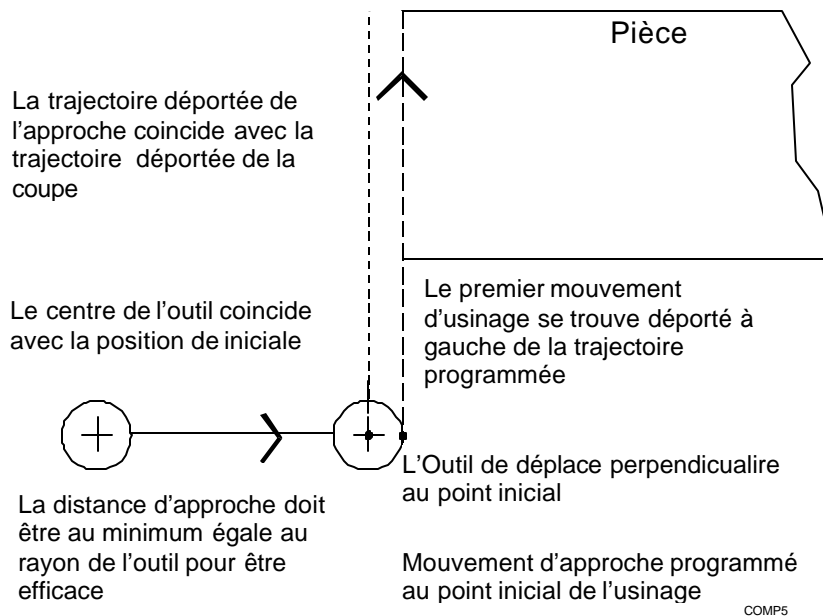 Pièce
La trajectoire déportée de
l'approche coincide avec la
trajectoire déportée de la
coupe
Le centre de l'outil coincide
avec la position de iniciale
Le premier mouvement
d'usinage se trouve déporté à
gauche de la trajectoire
programmée
L'Outil de déplace perpendicualire
au point inicial
La distance d'approche doit
être au minimum égale au
rayon de l'outil pour être
efficace
Mouvement d'approche programmé
au point inicial de l'usinage
COMP5